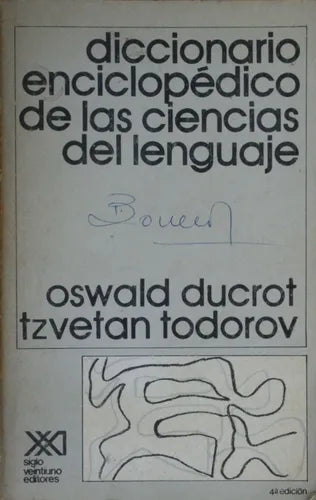 diccionario
enciclopédico
de las ciencias
del lenguaje
oswald ducrot
tzvetan todorov
siglo
veintiuno
editores
4ª edición